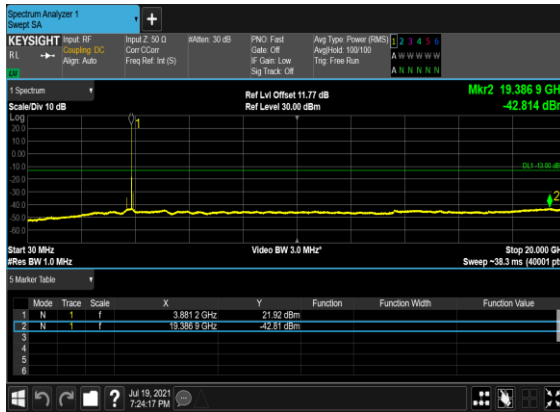 Spectrum Analyzer 1
Swept SA
+
KEYSIGHT Input: RF Input Z: 50 Ω #Atten: 30 dB PNO: Fast Avg Type: Power (RMS) 1 2 3 4 5 6
RL Coupling: DC Corr CCorr Gate: Off Avg|Hold: 100/100 A W W W W W
Align: Auto Freq Ref: Int (S) IF Gain: Low Trig: Free Run
Sig Track: Off A N N N N N
1 Spectrum Ref Lvl Offset 11.77 dB Mkr2 19.386 9 GHz
Scale/Div 10 dB Ref Level 30.00 dBm -42.814 dBm
Log
20.0
10.0
0.00
-10.0
-20.0
-30.0
-40.0
-50.0
-60.0
1
DL1 -13.00 dBm
2
Start 30 MHz Video BW 3.0 MHz* Stop 20.000 GHz
#Res BW 1.0 MHz Sweep ~38.3 ms (40001 pts
5 Marker Table
Mode Trace Scale X Y Function Function Width Function Value
1 N 1 f 3.881 2 GHz 21.92 dBm
2 N 1 f 19.386 9 GHz -42.81 dBm
3
4
5
6
? Jul 19, 2021
7:24:17 PM